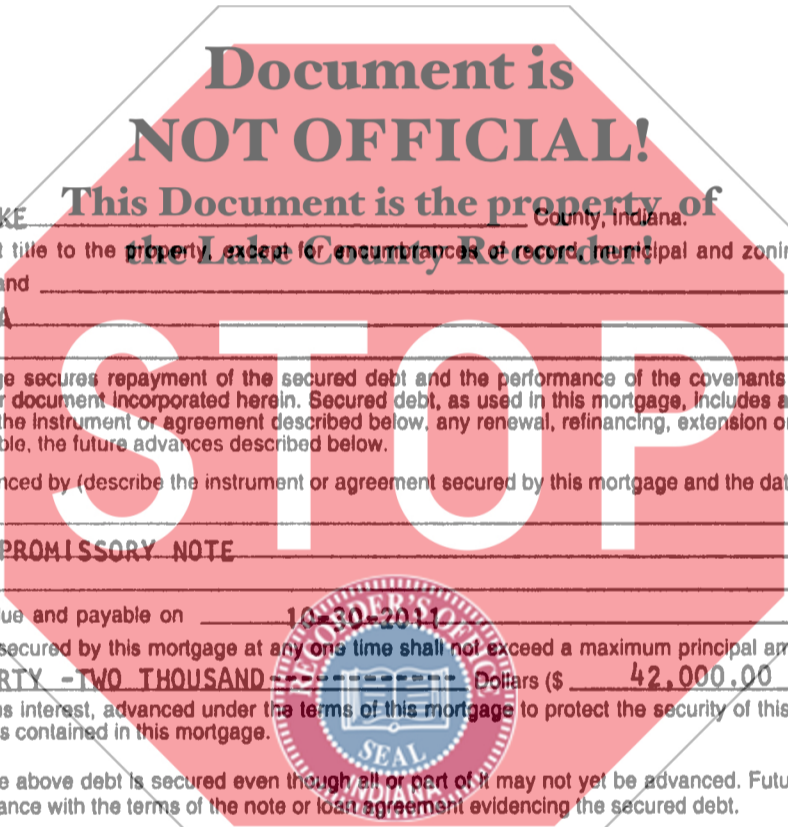 Document is
NOT OFFICIAL!
This Document is the property of
the Lake County Recorder!
KE County, Indiana.
t title to the property, except for encumbrances of record, municipal and zonin
and
A
STOP
ge secures repayment of the secured debt and the performance of the covenants
r document incorporated herein. Secured debt, as used in this mortgage, includes a
the instrument or agreement described below, any renewal, refinancing, extension o
ble, the future advances described below.
nced by (describe the instrument or agreement secured by this mortgage and the dat
PROMISSORY NOTE
ue and payable on 10-30-2011
secured by this mortgage at any one time shall not exceed a maximum principal am
RTY -TWO THOUSAND------------- Dollars ($ 42,000.00
s interest, advanced under the terms of this mortgage to protect the security of this
s contained in this mortgage.
RECORDER'S OFFICE
SEAL
INDIANA
e above debt is secured even though all or part of it may not yet be advanced. Futu
ance with the terms of the note or loan agreement evidencing the secured debt.